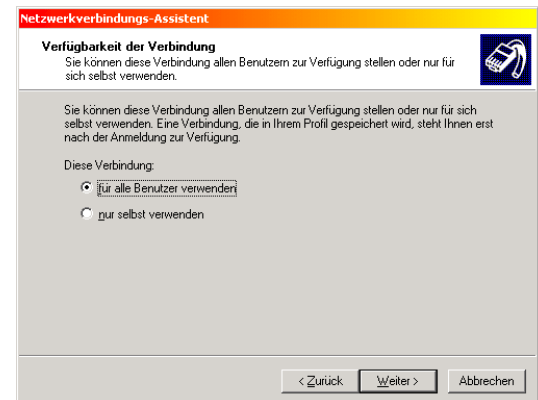 Netzwerkverbindungs-Assistent
Verfügbarkeit der Verbindung
Sie können diese Verbindung allen Benutzern zur Verfügung stellen oder nur für
sich selbst verwenden.
Sie können diese Verbindung allen Benutzern zur Verfügung stellen oder nur für sich
selbst verwenden. Eine Verbindung, die in Ihrem Profil gespeichert wird, steht Ihnen erst
nach der Anmeldung zur Verfügung.
Diese Verbindung:
für alle Benutzer verwenden
nur selbst verwenden
< Zurück Weiter > Abbrechen